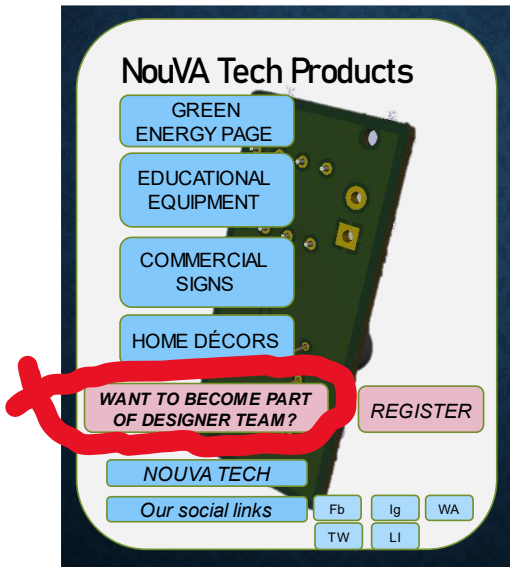 NouVA Tech Products
GREEN
ENERGY PAGE
EDUCATIONAL
EQUIPMENT
COMMERCIAL
SIGNS
HOME DÉCORS
WANT TO BECOME PART
OF DESIGNER TEAM?
REGISTER
NOUVA TECH
Our social links
Fb Ig WA
TW LI